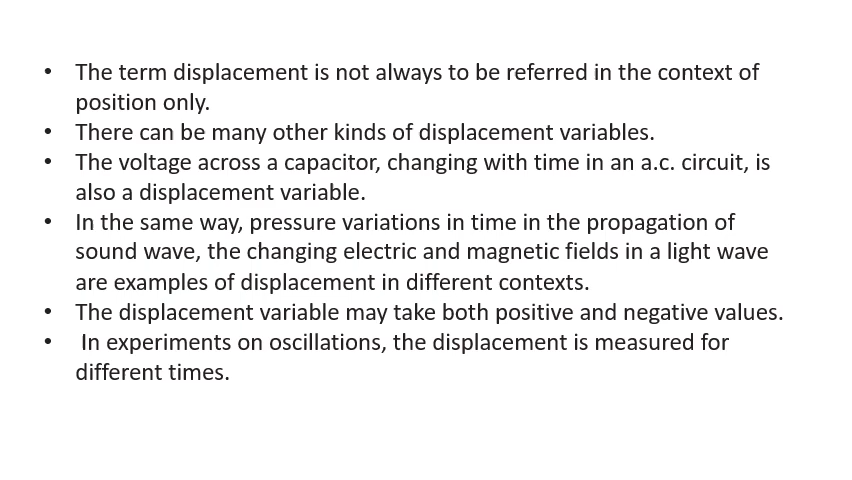 • The term displacement is not always to be referred in the context of
position only.
• There can be many other kinds of displacement variables.
• The voltage across a capacitor, changing with time in an a.c. circuit, is
also a displacement variable.
• In the same way, pressure variations in time in the propagation of
sound wave, the changing electric and magnetic fields in a light wave
are examples of displacement in different contexts.
• The displacement variable may take both positive and negative values.
• In experiments on oscillations, the displacement is measured for
different times.